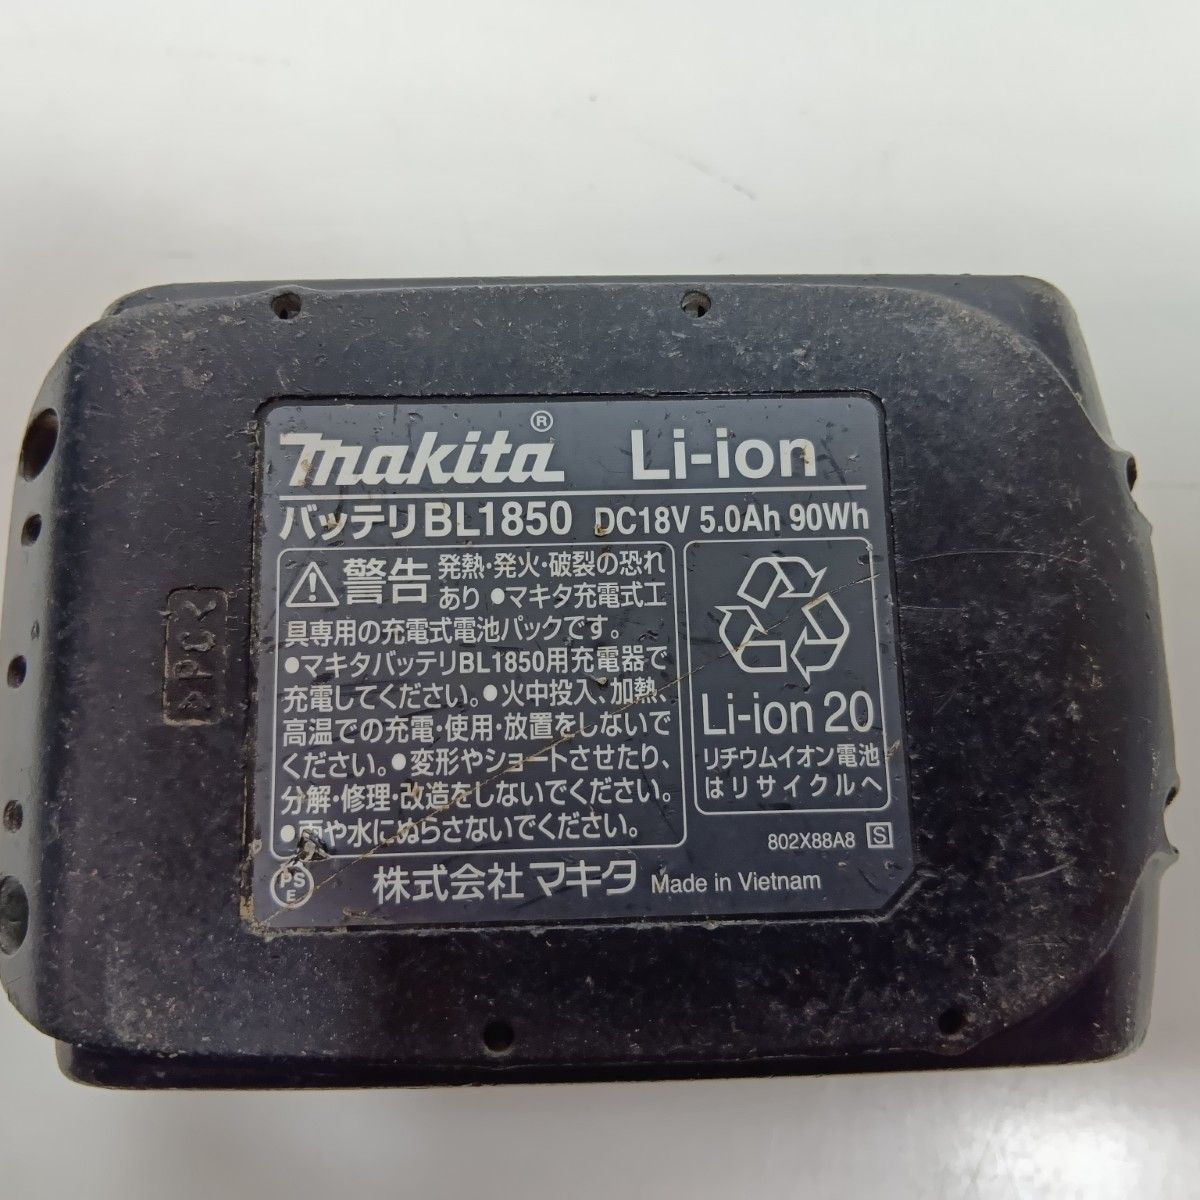 makita® Li-ion
バッテリBL1850 DC18V 5.0Ah 90Wh
警告 発熱・発火・破裂の恐れ
あり ●マキタ充電式工
具専用の充電式電池パックです。
●マキタバッテリBL1850用充電器で
充電してください。●火中投入、加熱、
高温での充電・使用・放置をしないで
ください。●変形やショートさせたり、
分解・修理・改造をしないでください。
●雨や水にぬらさないでください。
Li-ion 20
リチウムイオン電池
はリサイクルへ
802X88A8 S
PS
E
株式会社マキタ Made in Vietnam
>PC<